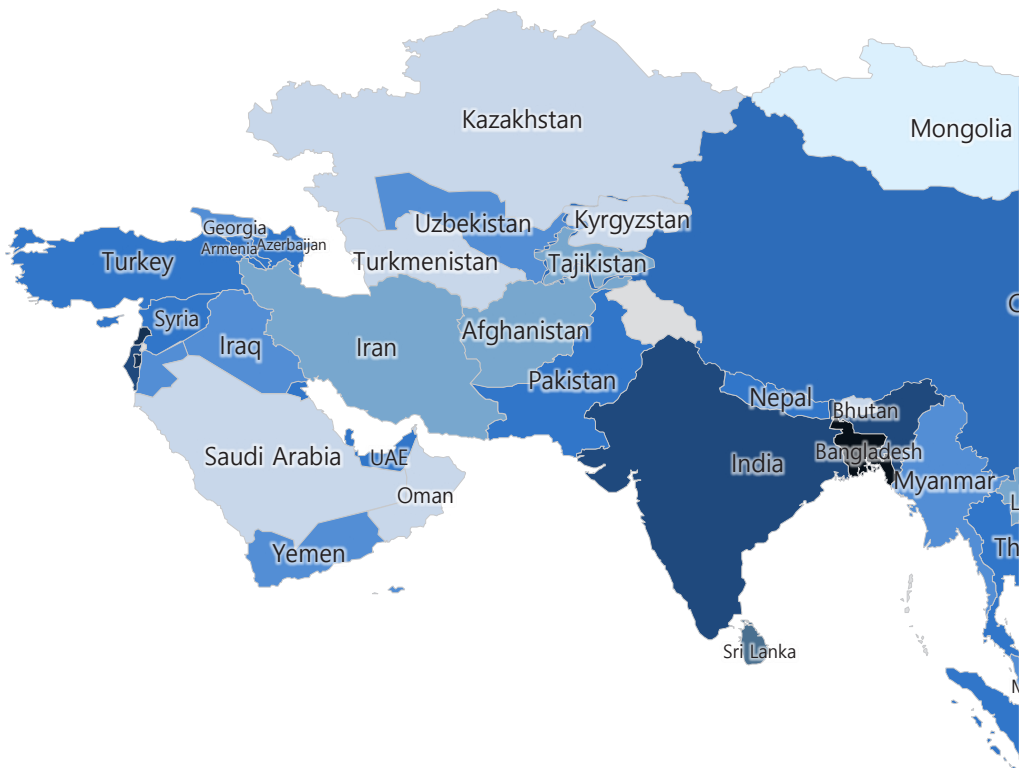 Kazakhstan
Mongolia
Georgia
Uzbekistan
Kyrgyzstan
Armenia
Azerbaijan
Turkey
Turkmenistan
Tajikistan
Syria
Iraq
Iran
Afghanistan
Pakistan
Nepal
Bhutan
Saudi Arabia
UAE
India
Bangladesh
Myanmar
Oman
Yemen
Th
Sri Lanka